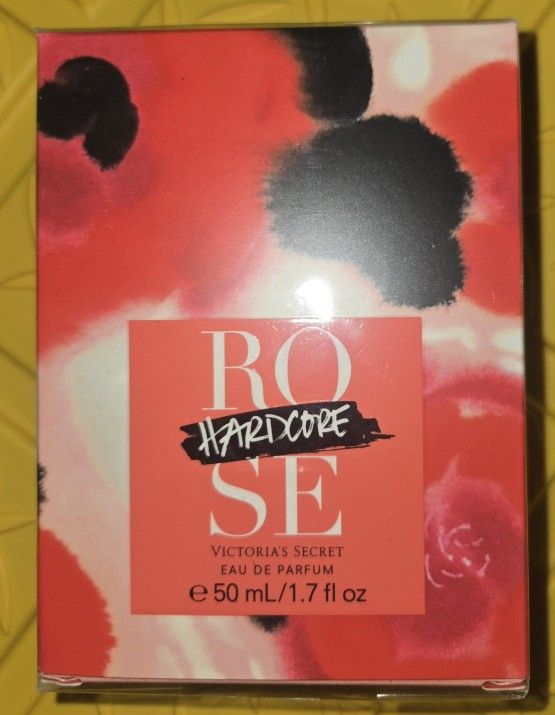 RO
HARDCORE
SE
VICTORIA'S SECRET
EAU DE PARFUM
℮ 50 mL/1.7 fl oz